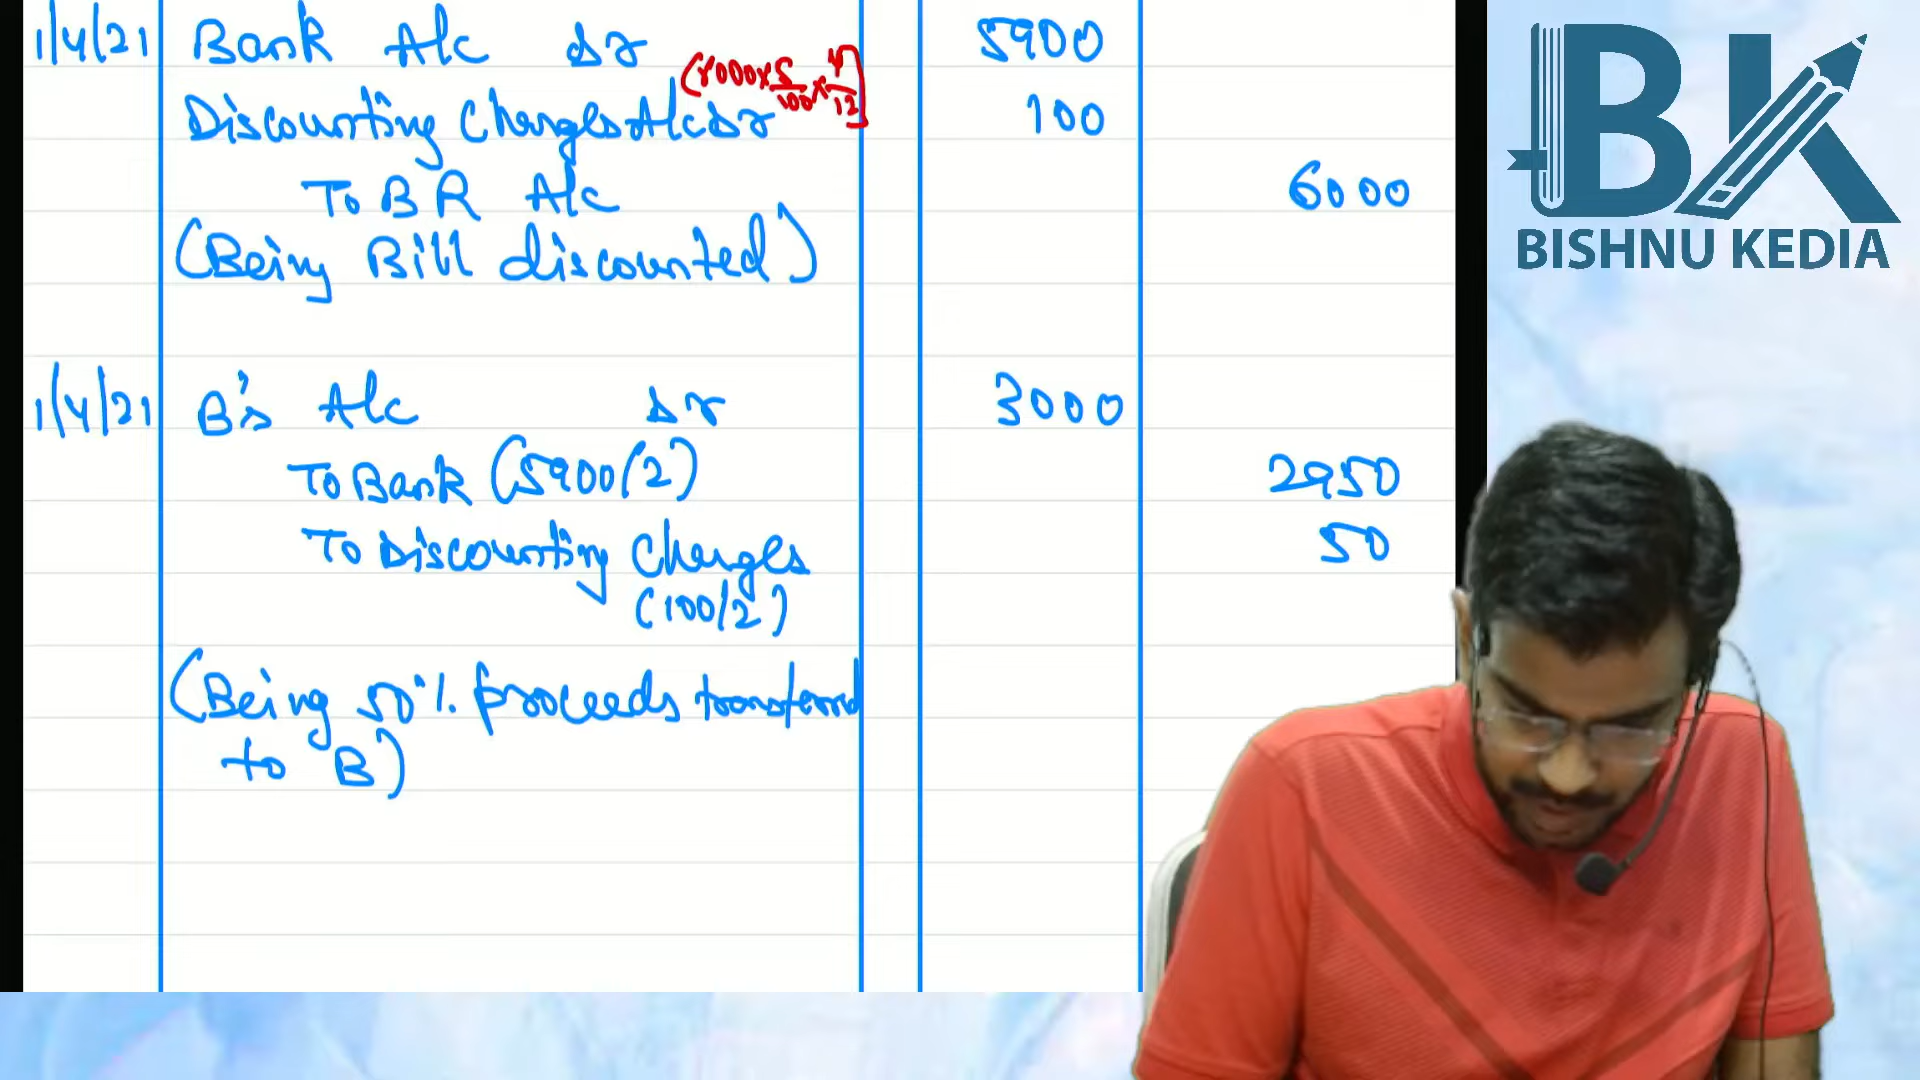 1/4/21 Bank A/c Dr 5900
(6000 x 5/100 x 4/12)
Discounting Charges A/c Dr 100
To B R A/c 6000
(Being Bill discounted)
1/4/21 B's A/c Dr 3000
To Bank (5900/2) 2950
To Discounting Charges 50
(100/2)
(Being 50% proceeds transferred
to B)
BK
BISHNU KEDIA